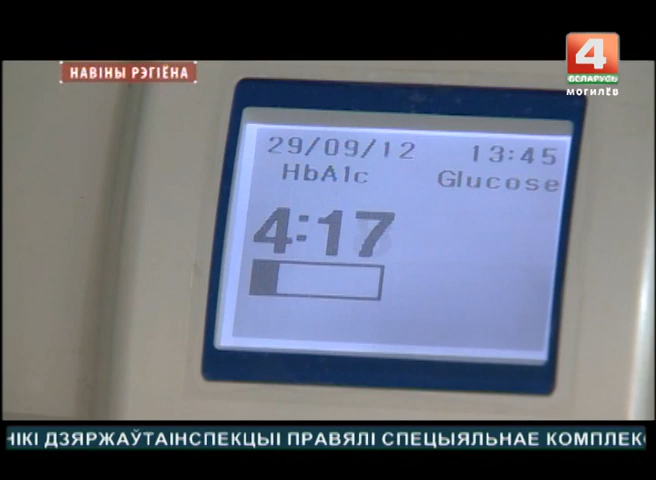 НАВІНЫ РЭГІЁНА
4
БЕЛАРУСЬ
МОГИЛЁВ
29/09/12 13:45
HbA1c Glucose
4:17
НІКІ ДЗЯРЖАЎТАІНСПЕКЦЫІ ПРАВЯЛІ СПЕЦЫЯЛЬНАЕ КОМПЛЕК